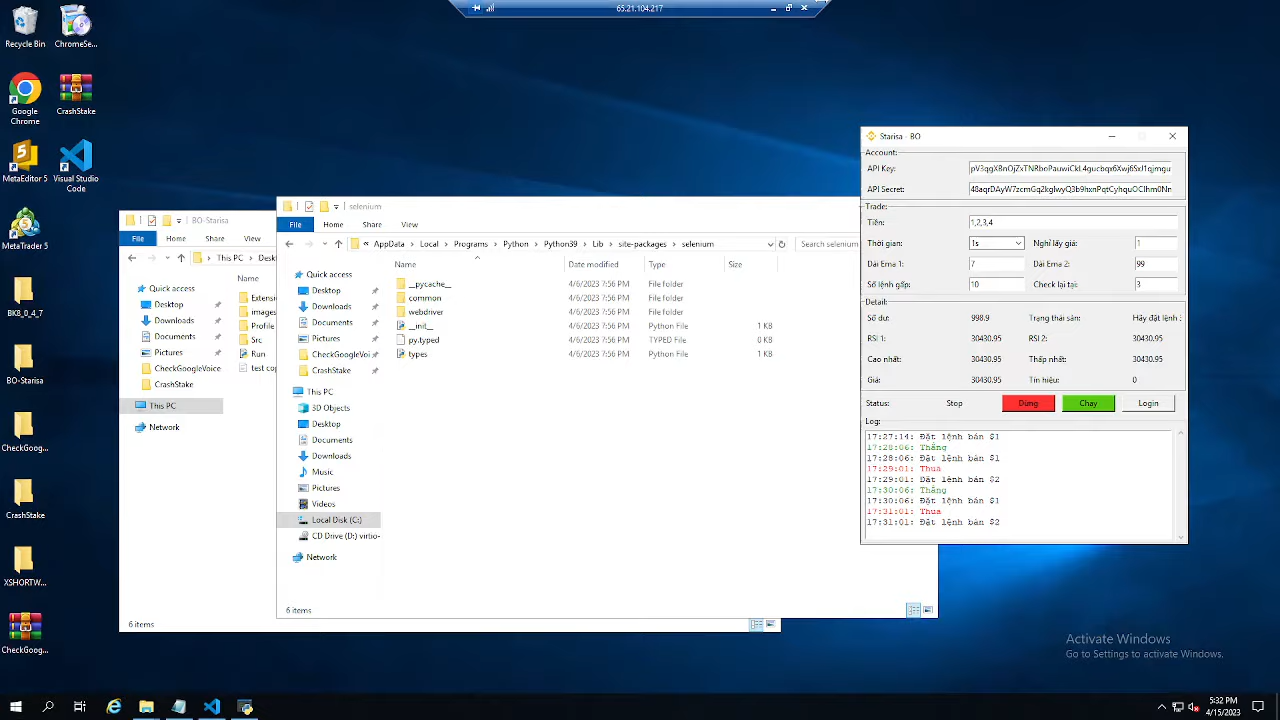 65.21.104.217
Recycle Bin
ChromeSe...
Google Chrome
CrashStake
MetaEditor 5
Visual Studio Code
MetaTrader 5
BK8_0_4_7
BO-Starisa
CheckGoog...
CrashStake
XSHORTW...
CheckGoog...
BO-Starisa
File Home Share View
This PC
Name
Quick access
Desktop
Downloads
Documents
Pictures
CheckGoogleVoice
CrashStake
This PC
Network
images
Profile
Src
Run
6 items
selenium
File Home Share View
« AppData > Local > Programs > Python > Python39 > Lib > site-packages > selenium
Search selenium
Name Date modified Type Size
__pycache__ 4/6/2023 7:56 PM File folder
common 4/6/2023 7:56 PM File folder
webdriver 4/6/2023 7:56 PM File folder
__init__ 4/6/2023 7:56 PM Python File 1 KB
py.typed 4/6/2023 7:56 PM TYPED File 0 KB
types 4/6/2023 7:56 PM Python File 1 KB
Quick access
Desktop
Downloads
Documents
Pictures
CheckGoogleVoi
CrashStake
This PC
3D Objects
Desktop
Documents
Downloads
Music
Pictures
Videos
Local Disk (C:)
CD Drive (D:) virtio-
Network
6 items
Starisa - BO
Account:
API Key:
API Secret:
Trade:
Tiền: 1,2,3,4
Thời gian: 1s Nghỉ lấy giá: 1
Dài Ema 1: 7 Dài Ema 2: 99
Số lệnh gấp: 10 Check lại tại: 3
Detail:
Số dư: 998.9 Trạng thái sàn: Hãy đặt lệnh :
RSI 1: 30430.95 RSI 2: 30430.95
Cao nhất: 30430.95 Thấp nhất: 30430.95
Giá: 30430.95 Tín hiệu: 0
Status: Stop Dừng Chạy Login
Log:
17:27:14: Đặt lệnh bán $1
17:28:06: Thắng
17:28:06: Đặt lệnh bán $1
17:29:01: Thua
17:29:01: Đặt lệnh bán $2
17:30:06: Thắng
17:30:06: Đặt lệnh bán $1
17:31:01: Thua
17:31:01: Đặt lệnh bán $2
Activate Windows
Go to Settings to activate Windows.
5:32 PM
4/15/2023